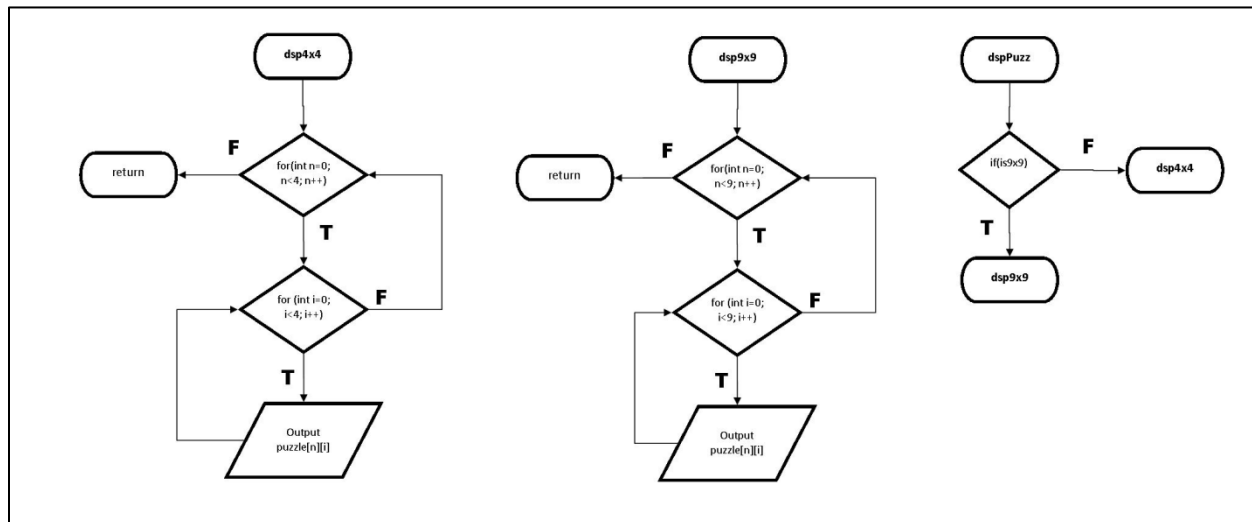 dsp4x4
F
for(int n=0;
n<4; n++)
return
T
for (int i=0;
i<4; i++)
F
T
Output
puzzle[n][i]
dsp9x9
F
for(int n=0;
n<9; n++)
return
T
for (int i=0;
i<9; i++)
F
T
Output
puzzle[n][i]
dspPuzz
if(is9x9)
F
dsp4x4
T
dsp9x9